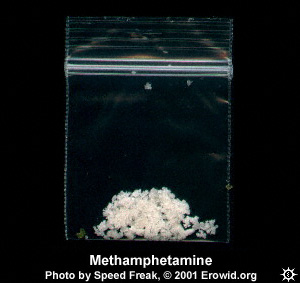 Methamphetamine
Photo by Speed Freak, © 2001 Erowid.org